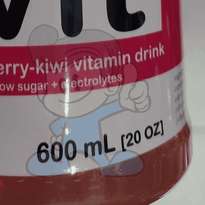 vit
erry-kiwi vitamin drink
ow sugar + electrolytes
600 mL [20 OZ]